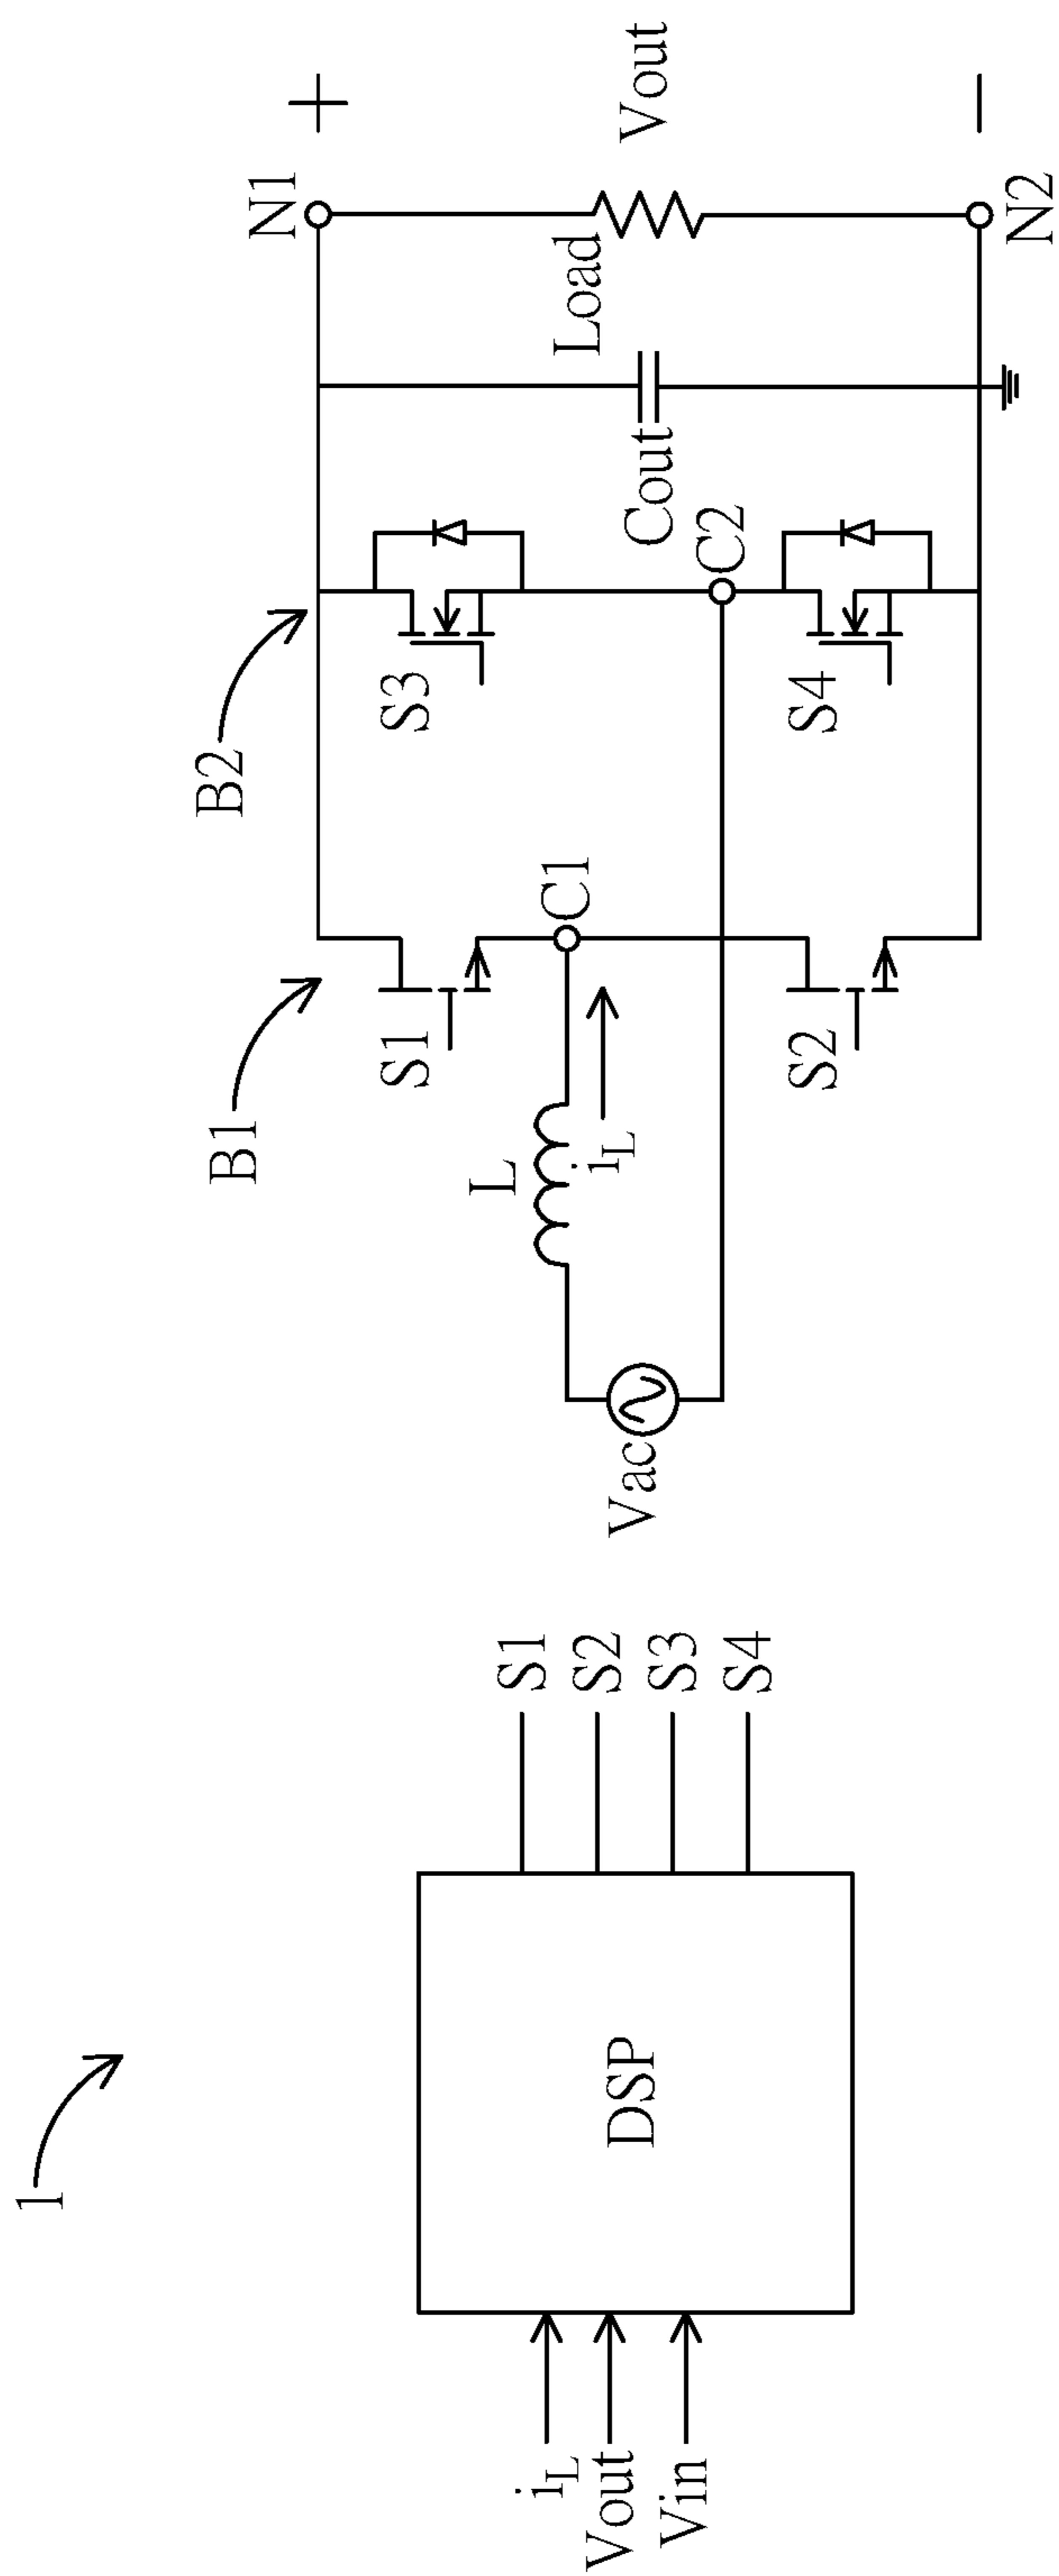 1
iL
Vout
Vin
DSP
S1
S2
S3
S4
Vac
L
iL
B1
S1
C1
S2
B2
S3
C2
S4
Cout
Load
N1
N2
+
Vout
−